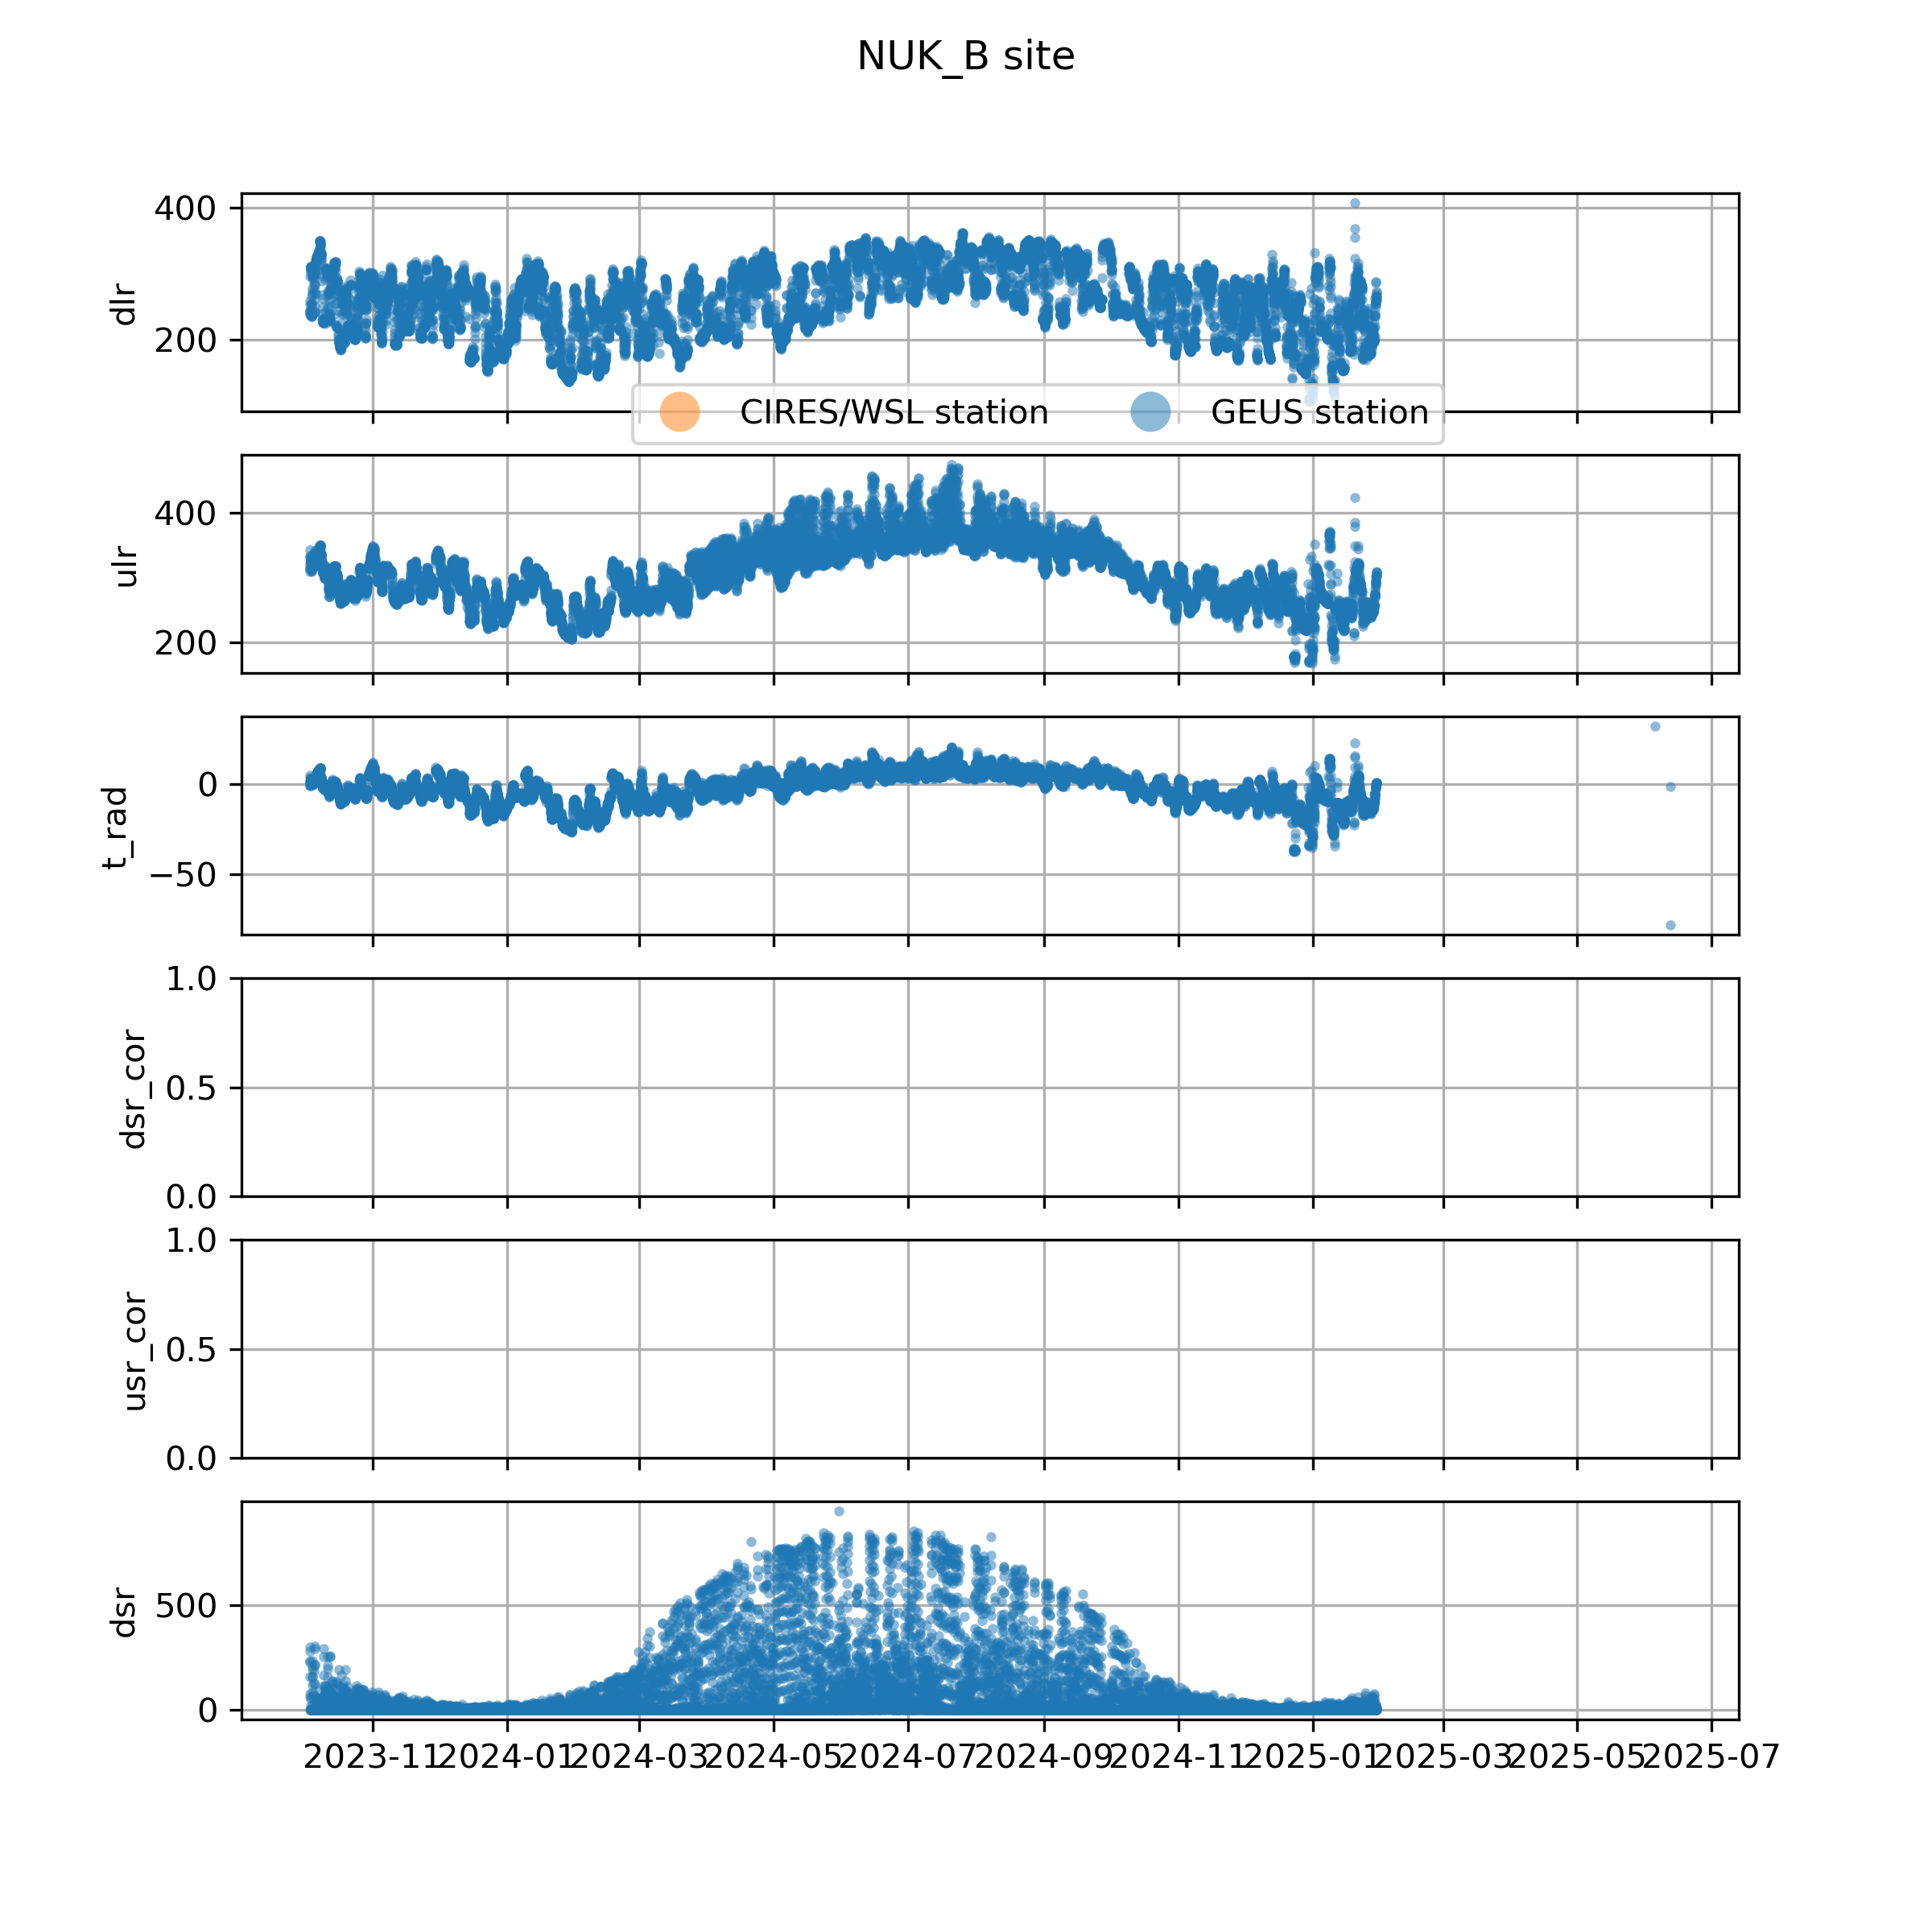 NUK_B site
400
200
dlr
CIRES/WSL station GEUS station
400
200
ulr
0
−50
t_rad
1.0
0.5
0.0
dsr_cor
1.0
0.5
0.0
usr_cor
500
0
dsr
2023-11 2024-01 2024-03 2024-05 2024-07 2024-09 2024-11 2025-01 2025-03 2025-05 2025-07